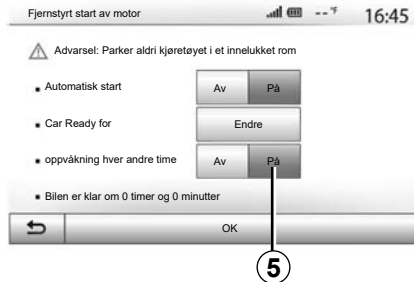 Fjernstyrt start av motor
-- °F
16:45
Advarsel: Parker aldri kjøretøyet i et innelukket rom
Automatisk start
Av
På
Car Ready for
Endre
oppvåkning hver andre time
Av
På
Bilen er klar om 0 timer og 0 minutter
OK
5